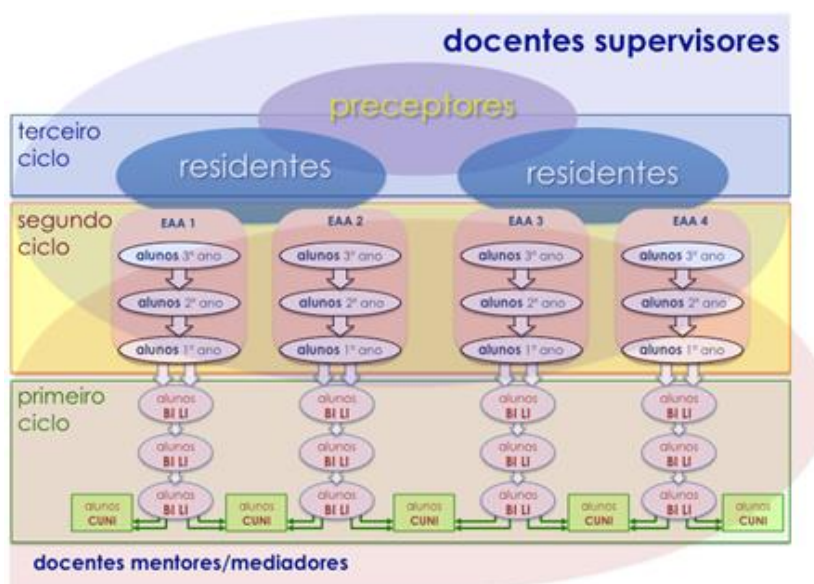 docentes supervisores
preceptores
terceiro
ciclo
residentes
residentes
segundo
ciclo
EAA 1
EAA 2
EAA 3
EAA 4
alunos 3º ano
alunos 3º ano
alunos 3º ano
alunos 3º ano
alunos 2º ano
alunos 2º ano
alunos 2º ano
alunos 2º ano
alunos 1º ano
alunos 1º ano
alunos 1º ano
alunos 1º ano
primeiro
ciclo
alunos
BI LI
alunos
BI LI
alunos
BI LI
alunos
BI LI
alunos
BI LI
alunos
BI LI
alunos
BI LI
alunos
BI LI
alunos
CUNI
alunos
BI LI
alunos
CUNI
alunos
BI LI
alunos
CUNI
alunos
BI LI
alunos
CUNI
alunos
BI LI
alunos
CUNI
docentes mentores/mediadores